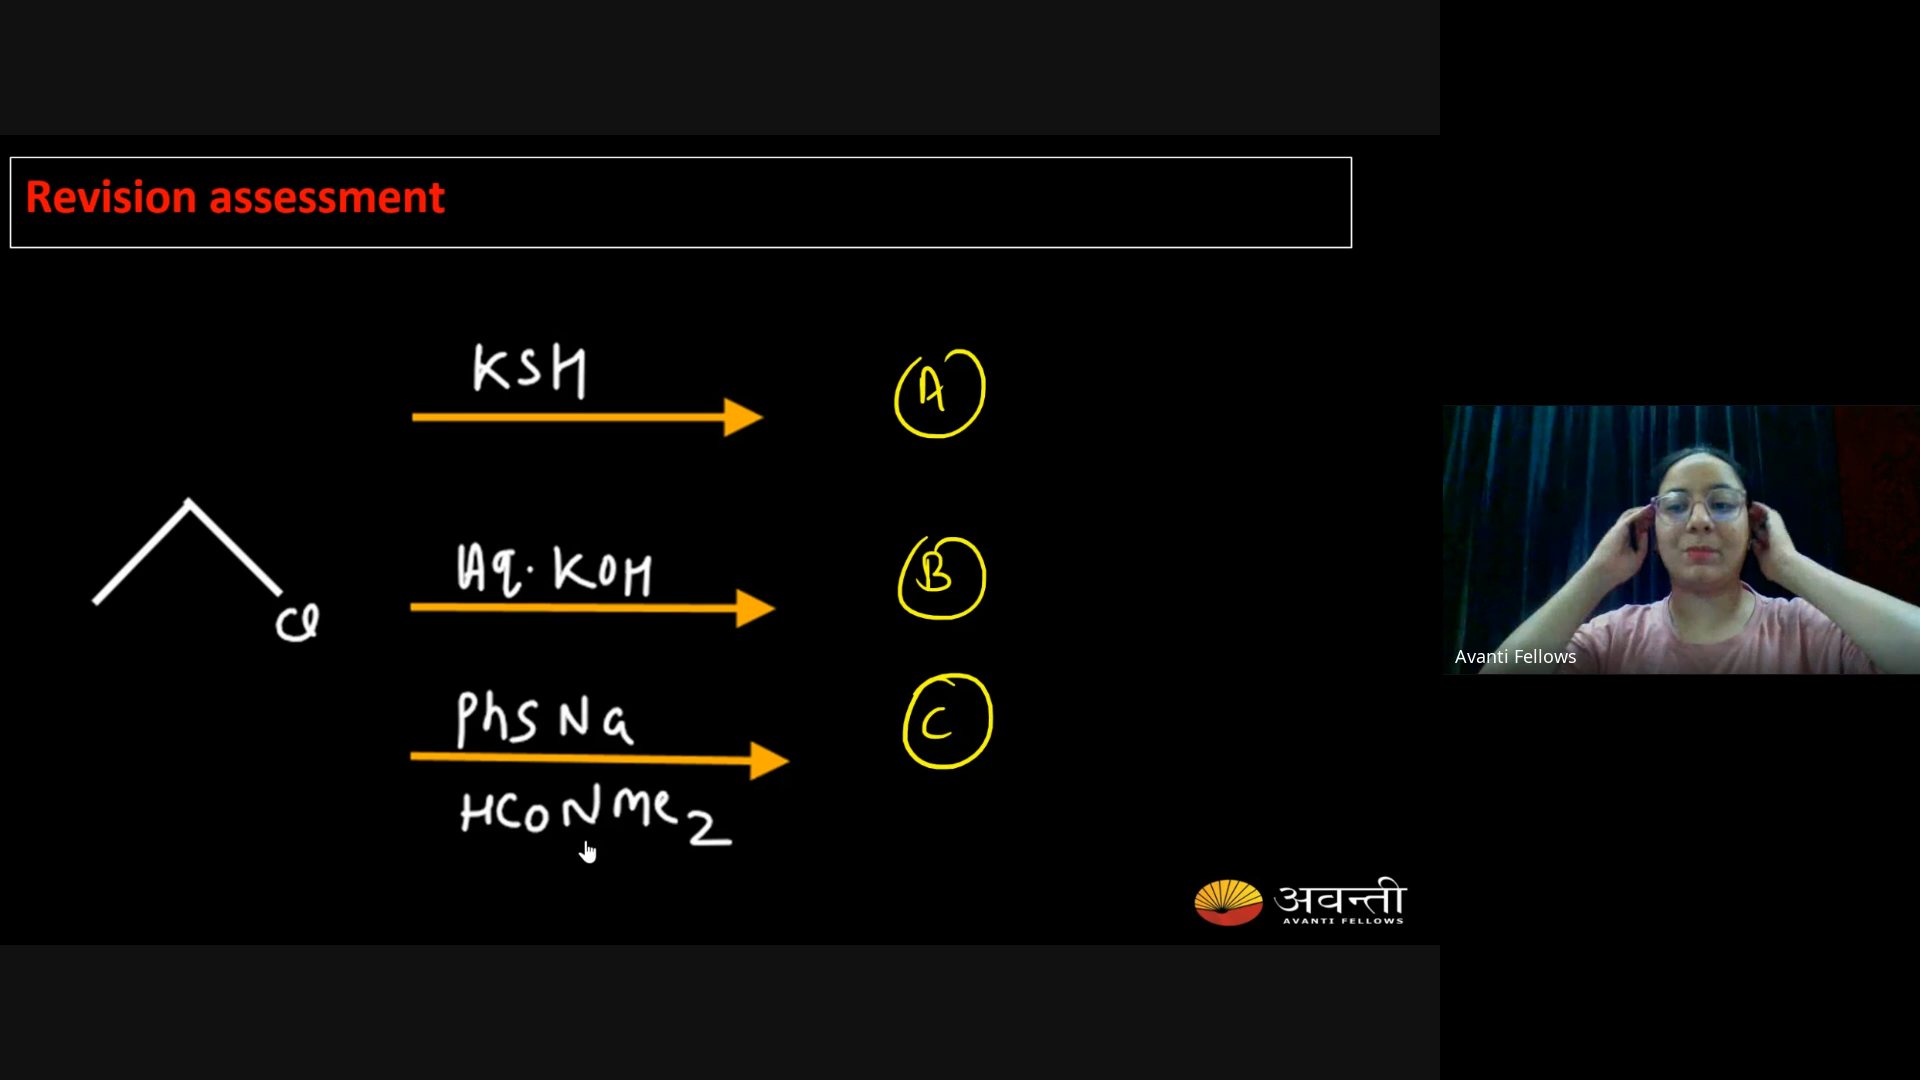 Revision assessment
KSH
A
Cl
Aq. KOH
B
PhSNa
C
HCONMe2
Avanti Fellows
अवन्ती
AVANTI FELLOWS